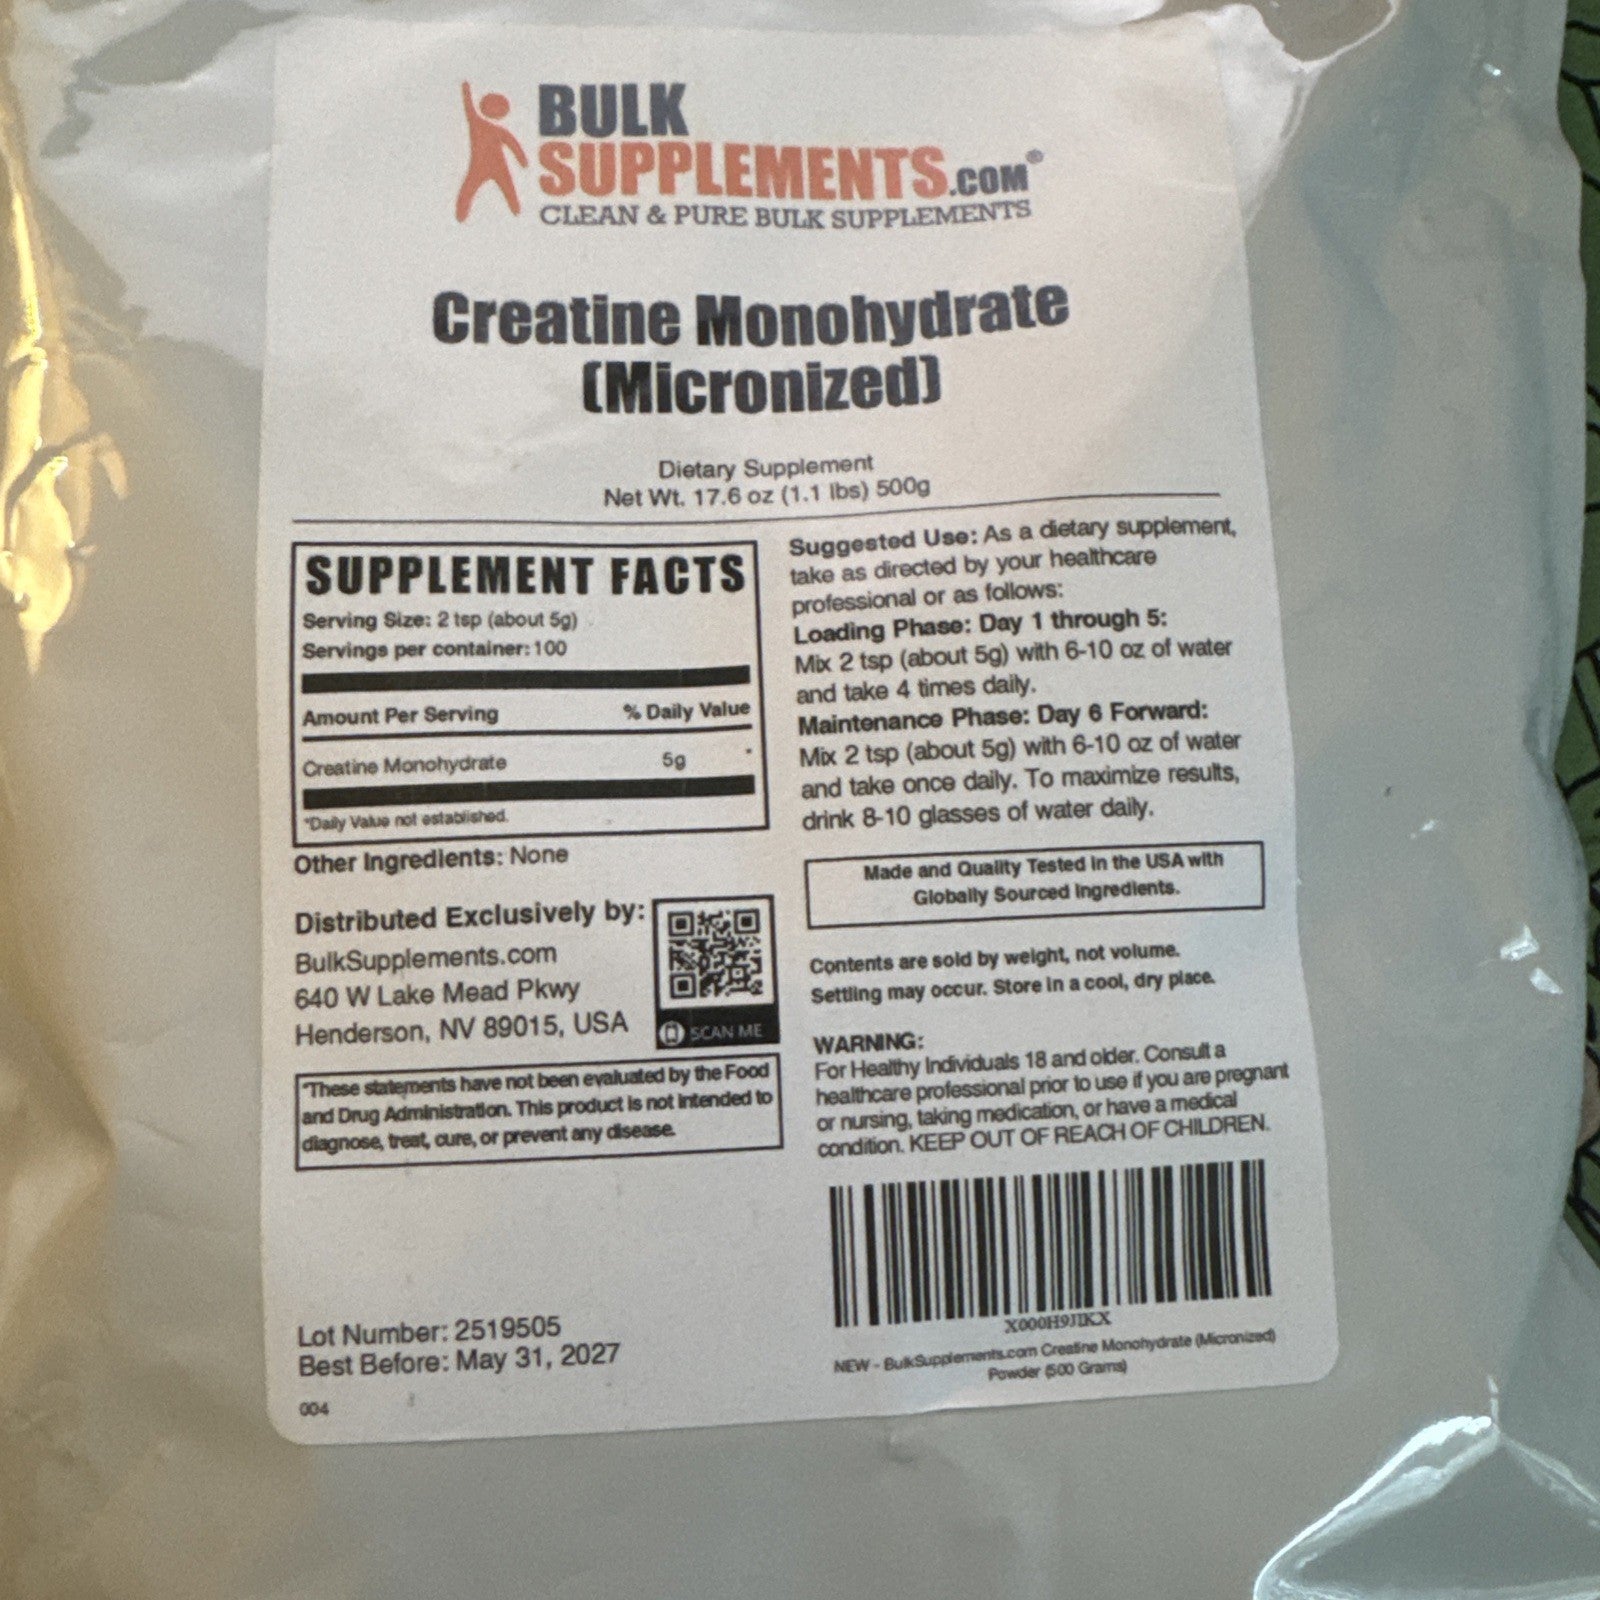 BULK
SUPPLEMENTS.COM®
CLEAN & PURE BULK SUPPLEMENTS
Creatine Monohydrate
(Micronized)
Dietary Supplement
Net Wt. 17.6 oz (1.1 lbs) 500g
SUPPLEMENT FACTS
Serving Size: 2 tsp (about 5g)
Servings per container: 100
Amount Per Serving % Daily Value
Creatine Monohydrate 5g *
*Daily Value not established.
Other Ingredients: None
Distributed Exclusively by:
BulkSupplements.com
640 W Lake Mead Pkwy
Henderson, NV 89015, USA
SCAN ME
*These statements have not been evaluated by the Food
and Drug Administration. This product is not intended to
diagnose, treat, cure, or prevent any disease.
Lot Number: 2519505
Best Before: May 31, 2027
004
Suggested Use: As a dietary supplement,
take as directed by your healthcare
professional or as follows:
Loading Phase: Day 1 through 5:
Mix 2 tsp (about 5g) with 6-10 oz of water
and take 4 times daily.
Maintenance Phase: Day 6 Forward:
Mix 2 tsp (about 5g) with 6-10 oz of water
and take once daily. To maximize results,
drink 8-10 glasses of water daily.
Made and Quality Tested in the USA with
Globally Sourced Ingredients.
Contents are sold by weight, not volume.
Settling may occur. Store in a cool, dry place.
WARNING:
For Healthy Individuals 18 and older. Consult a
healthcare professional prior to use if you are pregnant
or nursing, taking medication, or have a medical
condition. KEEP OUT OF REACH OF CHILDREN.
X000H9JIKX
NEW - BulkSupplements.com Creatine Monohydrate (Micronized)
Powder (500 Grams)